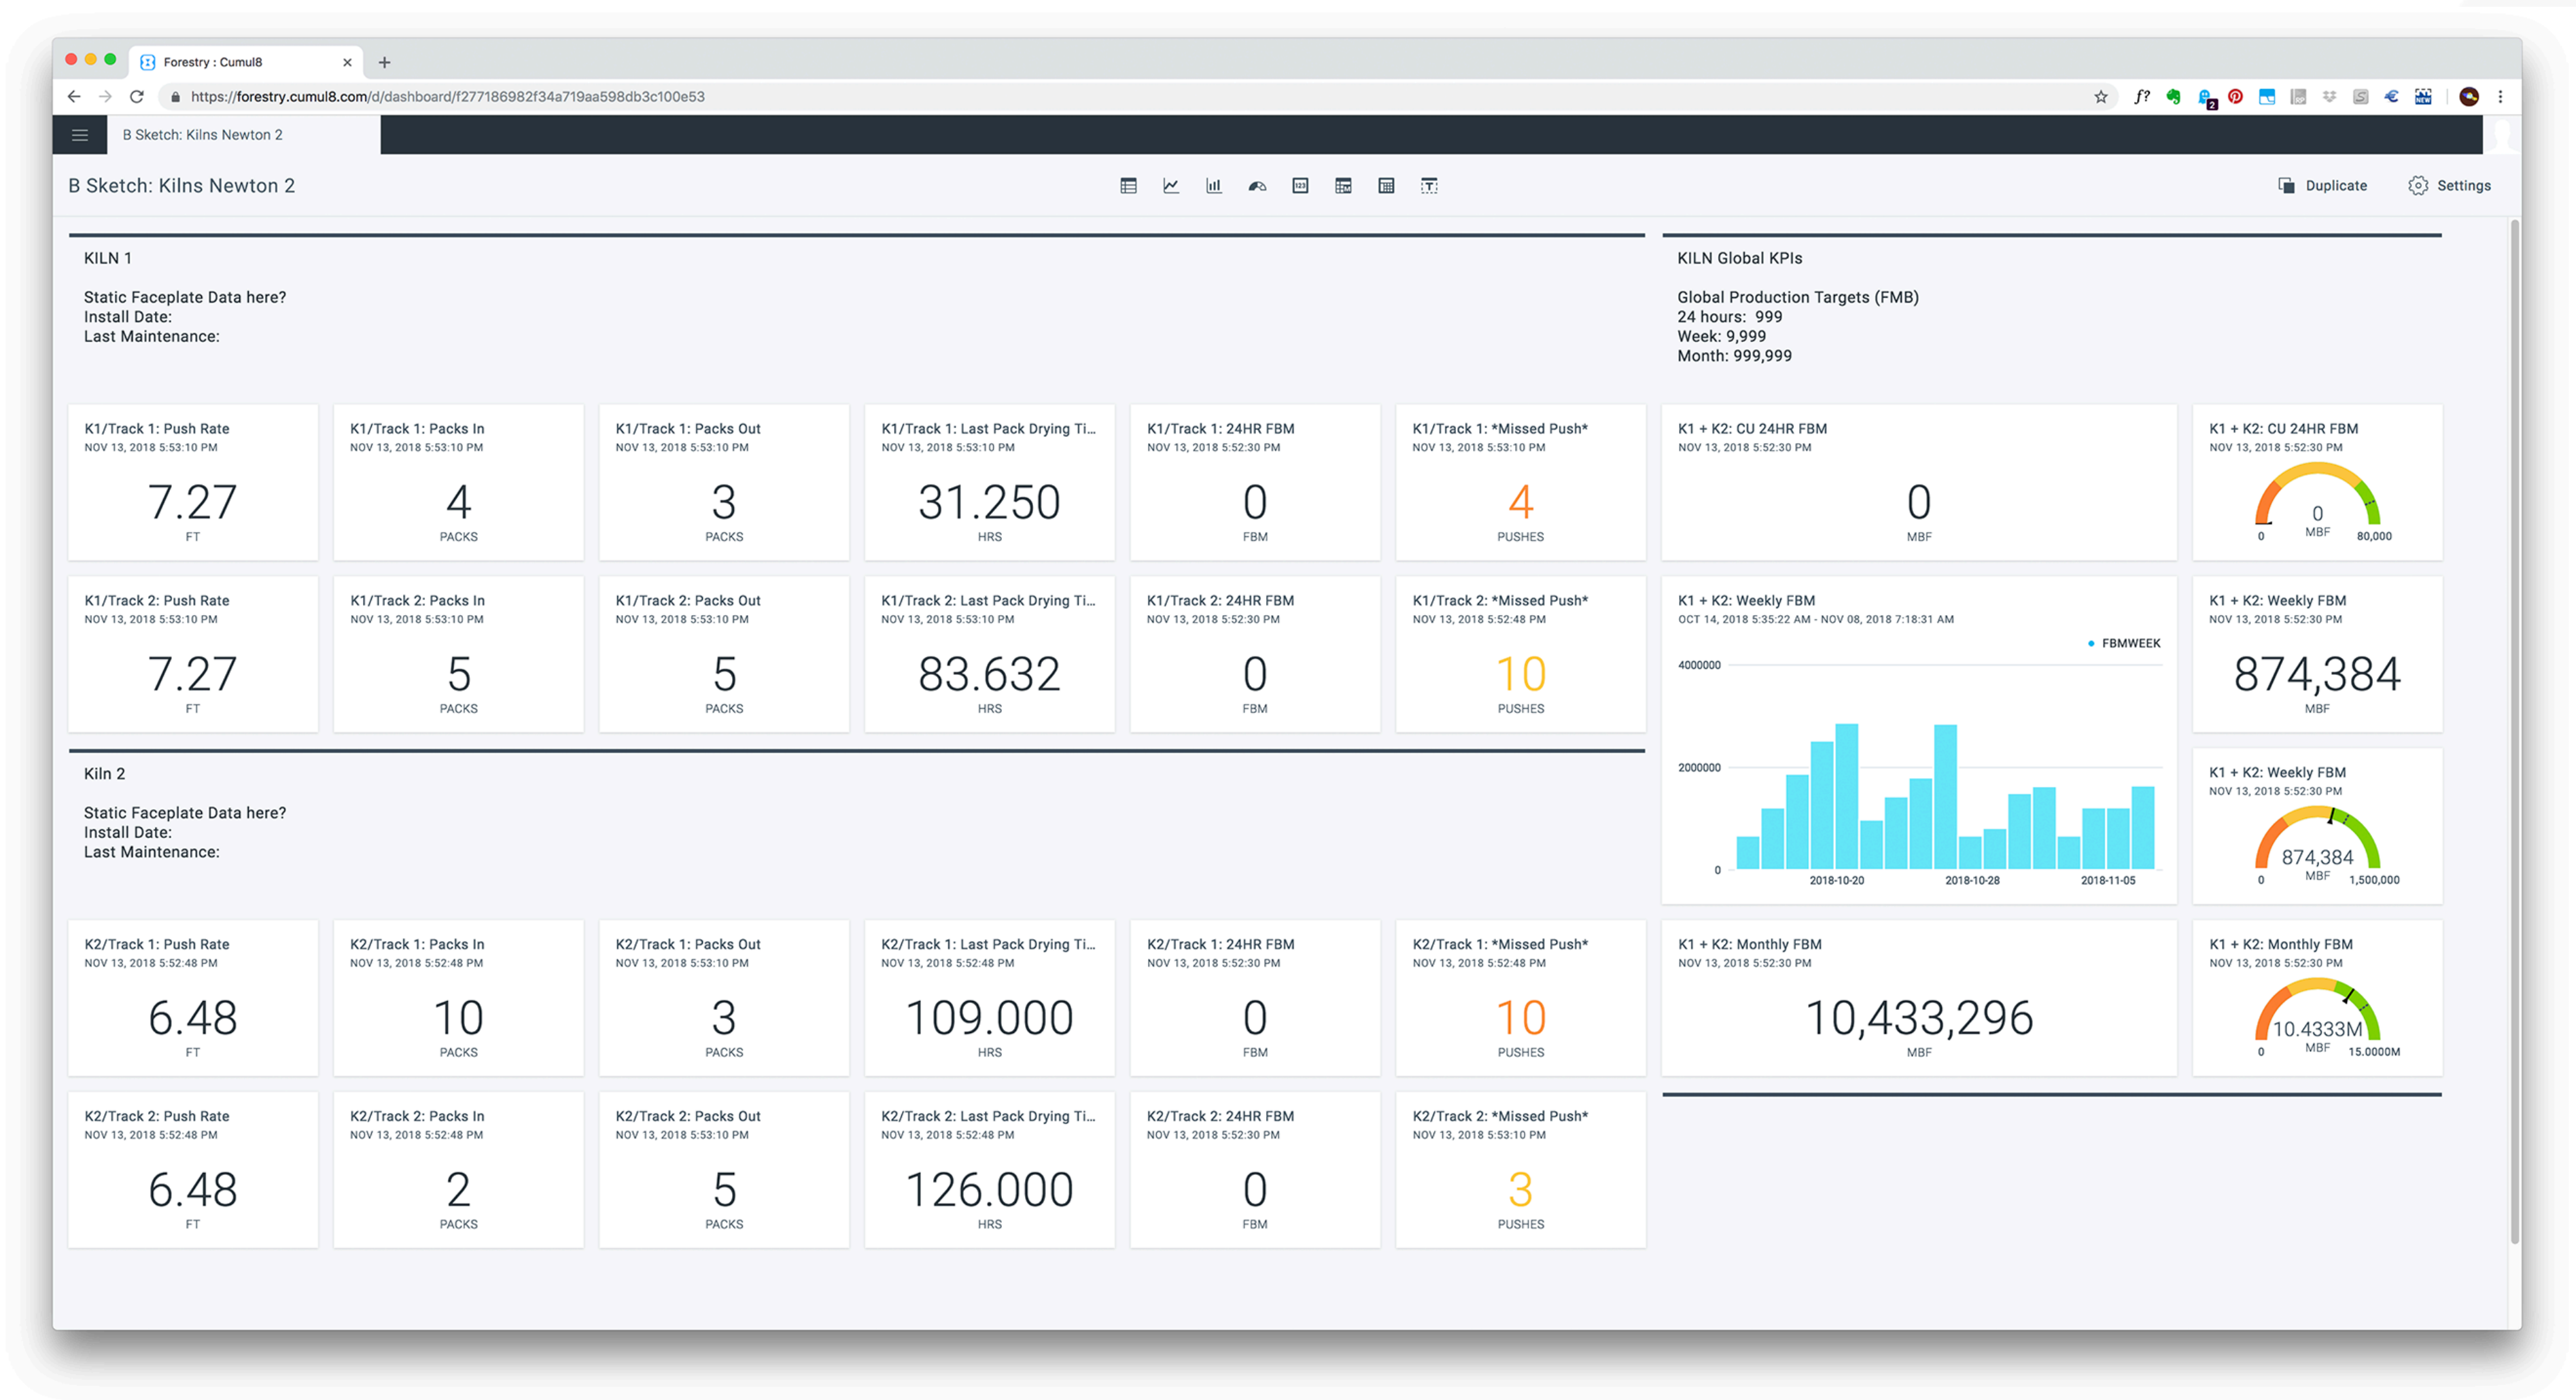 Forestry : Cumul8
https://forestry.cumul8.com/d/dashboard/f277186982f34a719aa598db3c100e53
f?
2
NEW
B Sketch: Kilns Newton 2
B Sketch: Kilns Newton 2
123
T
Duplicate
Settings
KILN 1
Static Faceplate Data here?
Install Date:
Last Maintenance:
KILN Global KPIs
Global Production Targets (FMB)
24 hours: 999
Week: 9,999
Month: 999,999
K1/Track 1: Push Rate
NOV 13, 2018 5:53:10 PM
7.27
FT
K1/Track 1: Packs In
NOV 13, 2018 5:53:10 PM
4
PACKS
K1/Track 1: Packs Out
NOV 13, 2018 5:53:10 PM
3
PACKS
K1/Track 1: Last Pack Drying Ti...
NOV 13, 2018 5:53:10 PM
31.250
HRS
K1/Track 1: 24HR FBM
NOV 13, 2018 5:52:30 PM
0
FBM
K1/Track 1: *Missed Push*
NOV 13, 2018 5:53:10 PM
4
PUSHES
K1 + K2: CU 24HR FBM
NOV 13, 2018 5:52:30 PM
0
MBF
K1 + K2: CU 24HR FBM
NOV 13, 2018 5:52:30 PM
0
MBF
0
80,000
K1/Track 2: Push Rate
NOV 13, 2018 5:53:10 PM
7.27
FT
K1/Track 2: Packs In
NOV 13, 2018 5:53:10 PM
5
PACKS
K1/Track 2: Packs Out
NOV 13, 2018 5:53:10 PM
5
PACKS
K1/Track 2: Last Pack Drying Ti...
NOV 13, 2018 5:53:10 PM
83.632
HRS
K1/Track 2: 24HR FBM
NOV 13, 2018 5:52:30 PM
0
FBM
K1/Track 2: *Missed Push*
NOV 13, 2018 5:52:48 PM
10
PUSHES
K1 + K2: Weekly FBM
OCT 14, 2018 5:35:22 AM - NOV 08, 2018 7:18:31 AM
FBMWEEK
4000000
2000000
0
2018-10-20
2018-10-28
2018-11-05
K1 + K2: Weekly FBM
NOV 13, 2018 5:52:30 PM
874,384
MBF
K1 + K2: Weekly FBM
NOV 13, 2018 5:52:30 PM
874,384
MBF
0
1,500,000
Kiln 2
Static Faceplate Data here?
Install Date:
Last Maintenance:
K2/Track 1: Push Rate
NOV 13, 2018 5:52:48 PM
6.48
FT
K2/Track 1: Packs In
NOV 13, 2018 5:52:48 PM
10
PACKS
K2/Track 1: Packs Out
NOV 13, 2018 5:53:10 PM
3
PACKS
K2/Track 1: Last Pack Drying Ti...
NOV 13, 2018 5:52:48 PM
109.000
HRS
K2/Track 1: 24HR FBM
NOV 13, 2018 5:52:30 PM
0
FBM
K2/Track 1: *Missed Push*
NOV 13, 2018 5:52:48 PM
10
PUSHES
K1 + K2: Monthly FBM
NOV 13, 2018 5:52:30 PM
10,433,296
MBF
K1 + K2: Monthly FBM
NOV 13, 2018 5:52:30 PM
10.4333M
MBF
0
15.0000M
K2/Track 2: Push Rate
NOV 13, 2018 5:52:48 PM
6.48
FT
K2/Track 2: Packs In
NOV 13, 2018 5:52:48 PM
2
PACKS
K2/Track 2: Packs Out
NOV 13, 2018 5:53:10 PM
5
PACKS
K2/Track 2: Last Pack Drying Ti...
NOV 13, 2018 5:52:48 PM
126.000
HRS
K2/Track 2: 24HR FBM
NOV 13, 2018 5:52:30 PM
0
FBM
K2/Track 2: *Missed Push*
NOV 13, 2018 5:53:10 PM
3
PUSHES